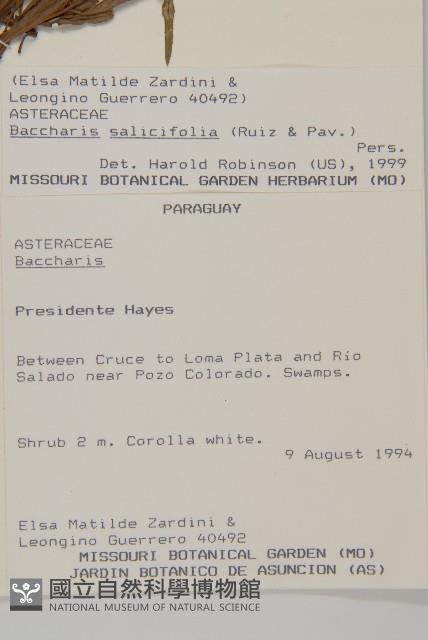 (Elsa Matilde Zardini &
Leongino Guerrero 40492)
ASTERACEAE
Baccharis salicifolia (Ruiz & Pav.)
Pers.
Det. Harold Robinson (US), 1999
MISSOURI BOTANICAL GARDEN HERBARIUM (MO)
PARAGUAY
ASTERACEAE
Baccharis
Presidente Hayes
Between Cruce to Loma Plata and Río
Salado near Pozo Colorado. Swamps.
Shrub 2 m. Corolla white.
9 August 1994
Elsa Matilde Zardini &
Leongino Guerrero 40492
MISSOURI BOTANICAL GARDEN (MO)
JARDIN BOTANICO DE ASUNCION (AS)
國立自然科學博物館
NATIONAL MUSEUM OF NATURAL SCIENCE